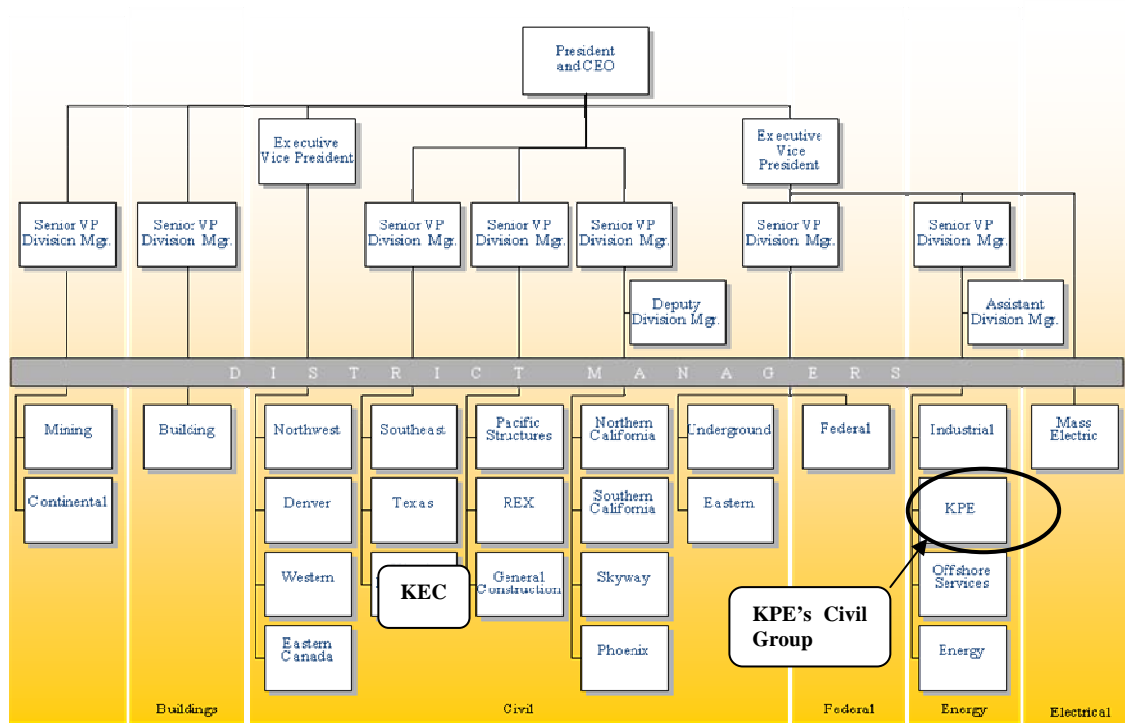 President
and CEO
Executive
Vice President
Executive
Vice
President
Senior VP
Division Mgr.
Senior VP
Division Mgr.
Senior VP
Division Mgr.
Senior VP
Division Mgr.
Senior VP
Division Mgr.
Senior VP
Division Mgr.
Senior VP
Division Mgr.
Deputy
Division Mgr.
Assistant
Division Mgr.
DISTRICT MANAGERS
Mining
Building
Northwest
Southeast
Pacific
Structures
Northern
California
Underground
Federal
Industrial
Mass
Electric
Continental
Denver
Texas
REX
Southern
California
Eastern
KPE
Western
KEC
General
Construction
Skyway
KPE's Civil
Group
Offshore
Services
Eastern
Canada
Phoenix
Energy
Buildings
Civil
Federal
Energy
Electrical